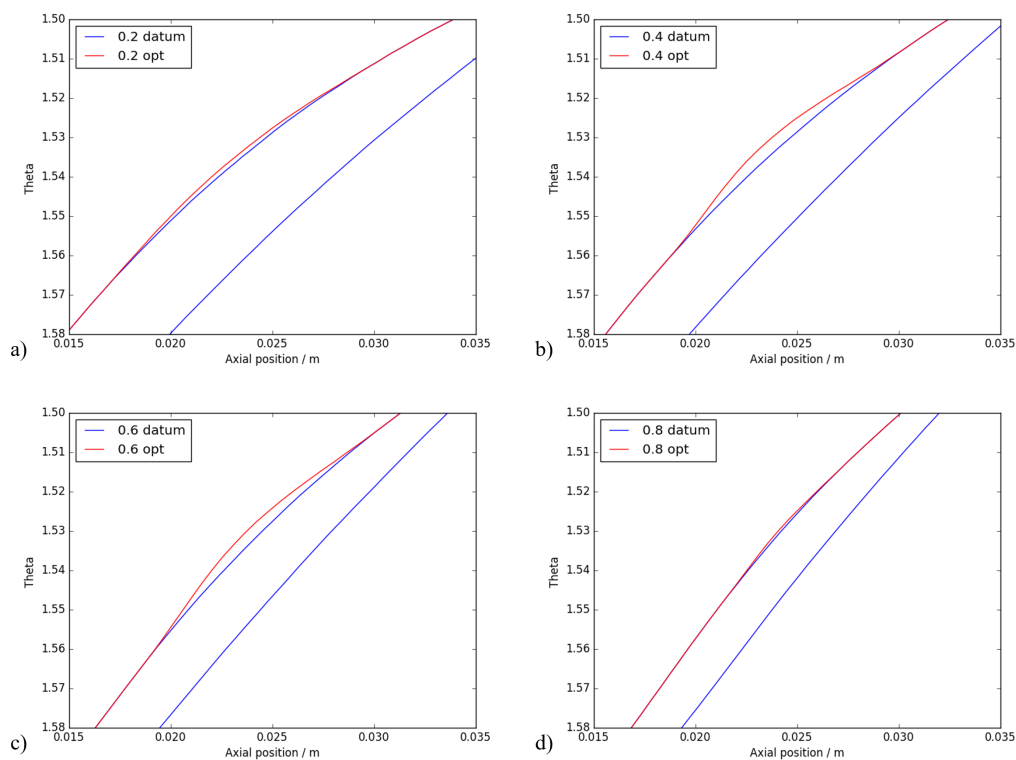 0.2 datum
0.2 opt
1.50
1.51
1.52
1.53
1.54
1.55
1.56
1.57
1.58
0.015
0.020
0.025
0.030
0.035
Theta
Axial position / m
a)
0.4 datum
0.4 opt
1.50
1.51
1.52
1.53
1.54
1.55
1.56
1.57
1.58
0.015
0.020
0.025
0.030
0.035
Theta
Axial position / m
b)
0.6 datum
0.6 opt
1.50
1.51
1.52
1.53
1.54
1.55
1.56
1.57
1.58
0.015
0.020
0.025
0.030
0.035
Theta
Axial position / m
c)
0.8 datum
0.8 opt
1.50
1.51
1.52
1.53
1.54
1.55
1.56
1.57
1.58
0.015
0.020
0.025
0.030
0.035
Theta
Axial position / m
d)